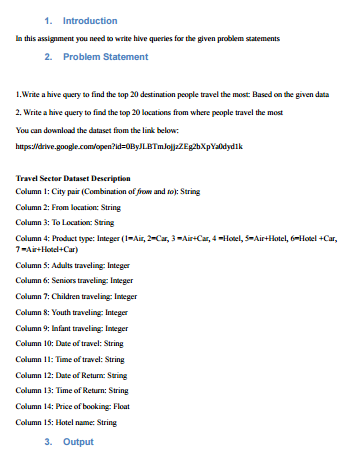 1. Introduction
In this assignment you need to write hive queries for the given problem statements
2. Problem Statement
1.Write a hive query to find the top 20 destination people travel the most: Based on the given data
2. Write a hive query to find the top 20 locations from where people travel the most
You can download the dataset from the link below:
https://drive.google.com/open?id=0ByJLBTmJojjzZEg2bXpYa0dyd1k
Travel Sector Dataset Description
Column 1: City pair (Combination of from and to): String
Column 2: From location: String
Column 3: To Location: String
Column 4: Product type: Integer (1=Air, 2=Car, 3 =Air+Car, 4 =Hotel, 5=Air+Hotel, 6=Hotel +Car,
7 =Air+Hotel+Car)
Column 5: Adults traveling: Integer
Column 6: Seniors traveling: Integer
Column 7: Children traveling: Integer
Column 8: Youth traveling: Integer
Column 9: Infant traveling: Integer
Column 10: Date of travel: String
Column 11: Time of travel: String
Column 12: Date of Return: String
Column 13: Time of Return: String
Column 14: Price of booking: Float
Column 15: Hotel name: String
3. Output